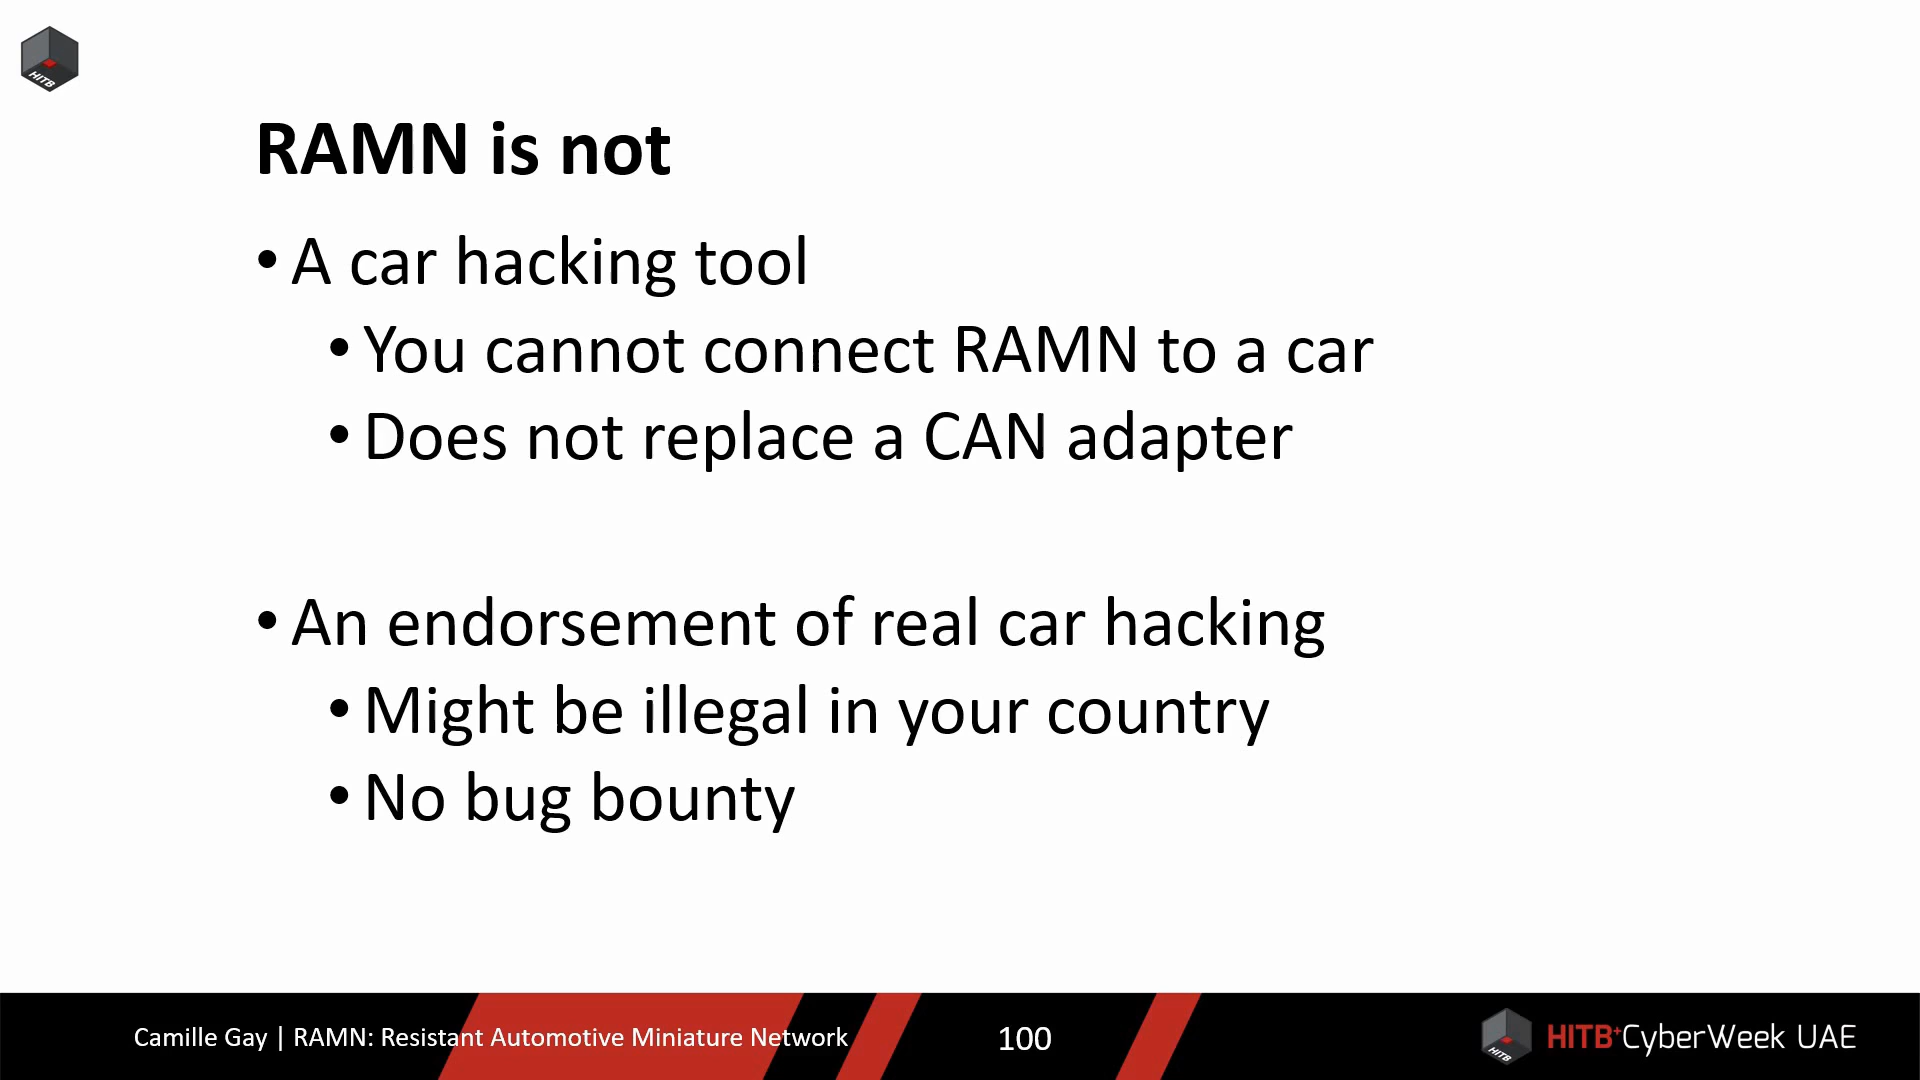 HITB
RAMN is not
• A car hacking tool
• You cannot connect RAMN to a car
• Does not replace a CAN adapter
• An endorsement of real car hacking
• Might be illegal in your country
• No bug bounty
Camille Gay | RAMN: Resistant Automotive Miniature Network
100
HITB
HITB+CyberWeek UAE